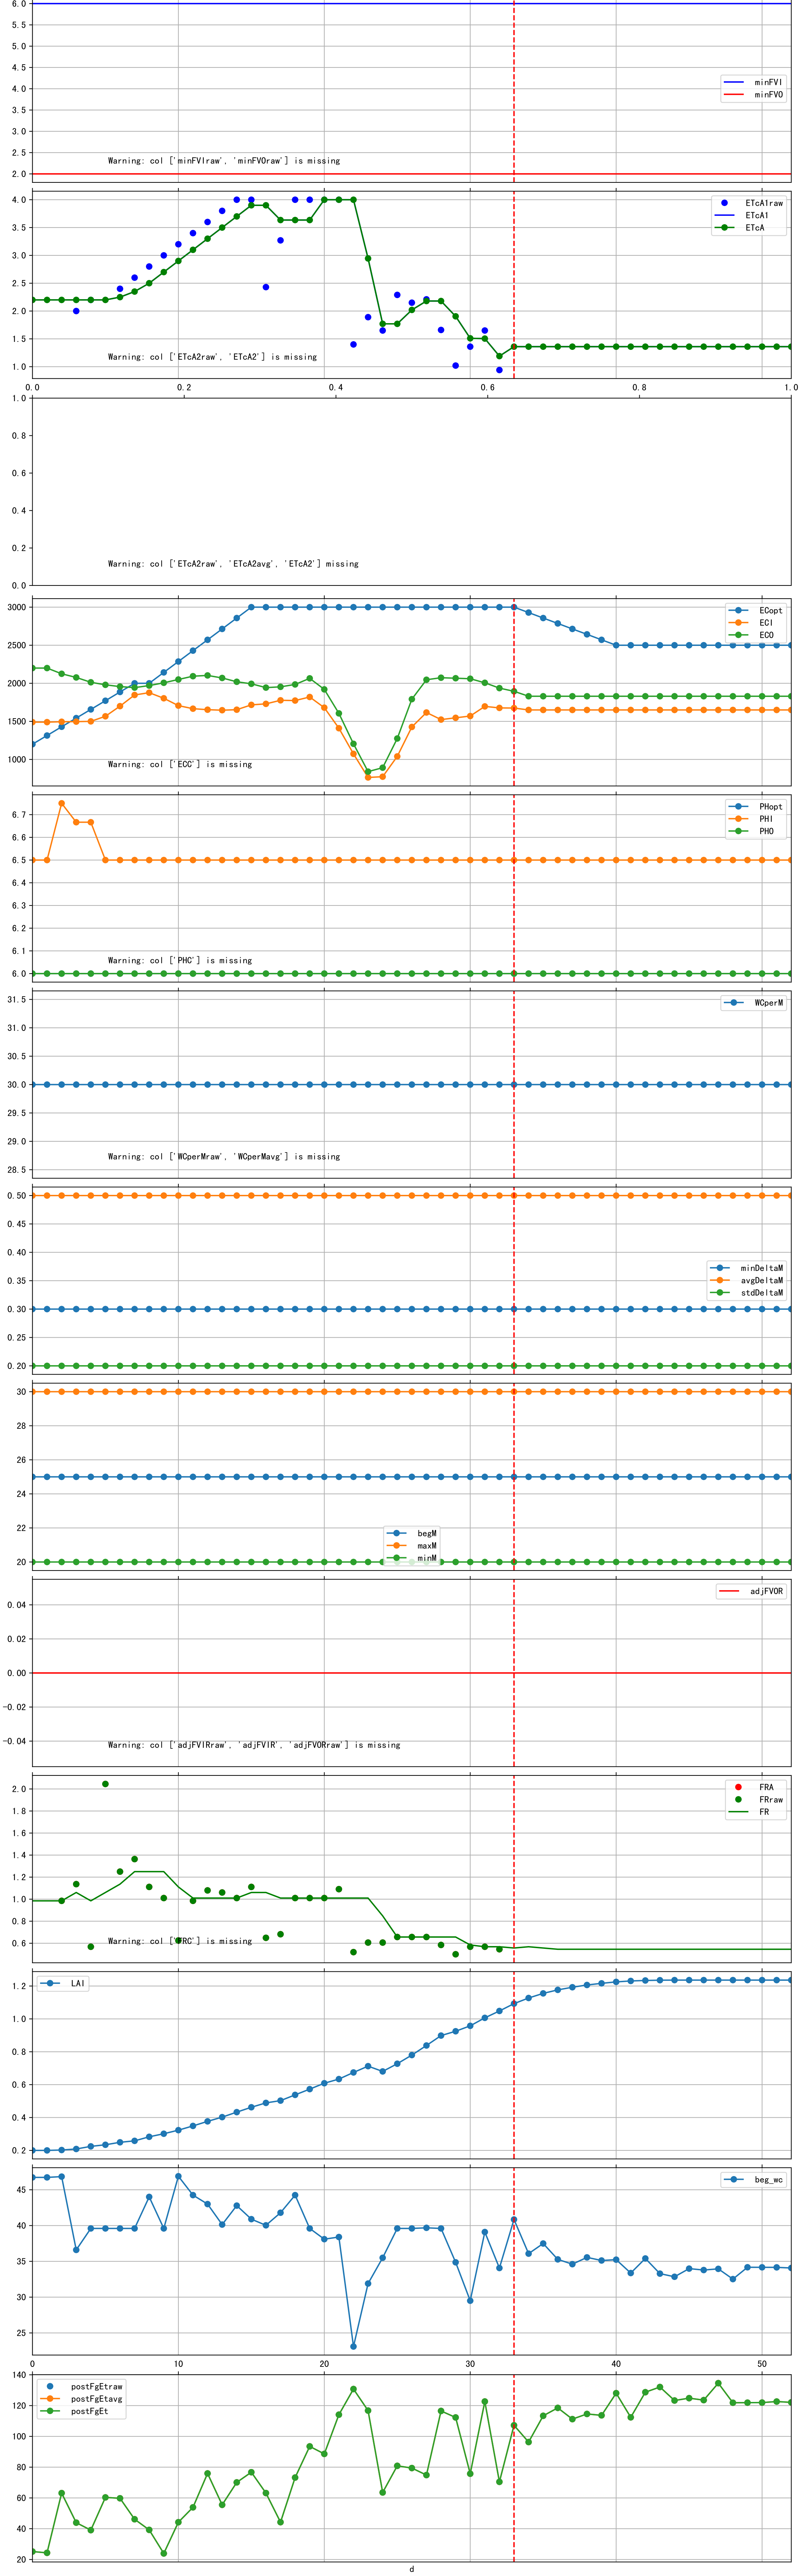 6.0
5.5
5.0
4.5
4.0
3.5
3.0
2.5
2.0
minFVI
minFVO
Warning: col ['minFVIraw', 'minFVOraw'] is missing
4.0
3.5
3.0
2.5
2.0
1.5
1.0
ETcA1raw
ETcA1
ETcA
Warning: col ['ETcA2raw', 'ETcA2'] is missing
0.0 0.2 0.4 0.6 0.8 1.0
1.0
0.8
0.6
0.4
0.2
0.0
Warning: col ['ETcA2raw', 'ETcA2avg', 'ETcA2'] missing
3000
2500
2000
1500
1000
ECopt
ECI
ECO
Warning: col ['ECC'] is missing
6.7
6.6
6.5
6.4
6.3
6.2
6.1
6.0
PHopt
PHI
PHO
Warning: col ['PHC'] is missing
31.5
31.0
30.5
30.0
29.5
29.0
28.5
WCperM
Warning: col ['WCperMraw', 'WCperMavg'] is missing
0.50
0.45
0.40
0.35
0.30
0.25
0.20
minDeltaM
avgDeltaM
stdDeltaM
30
28
26
24
22
20
begM
maxM
minM
0.04
0.02
0.00
-0.02
-0.04
adjFVOR
Warning: col ['adjFVIRraw', 'adjFVIR', 'adjFVORraw'] is missing
2.0
1.8
1.6
1.4
1.2
1.0
0.8
0.6
FRA
FRraw
FR
Warning: col ['FRC'] is missing
1.2
1.0
0.8
0.6
0.4
0.2
LAI
45
40
35
30
25
beg_wc
0 10 20 30 40 50
140
120
100
80
60
40
20
postFgEtraw
postFgEtavg
postFgEt
d